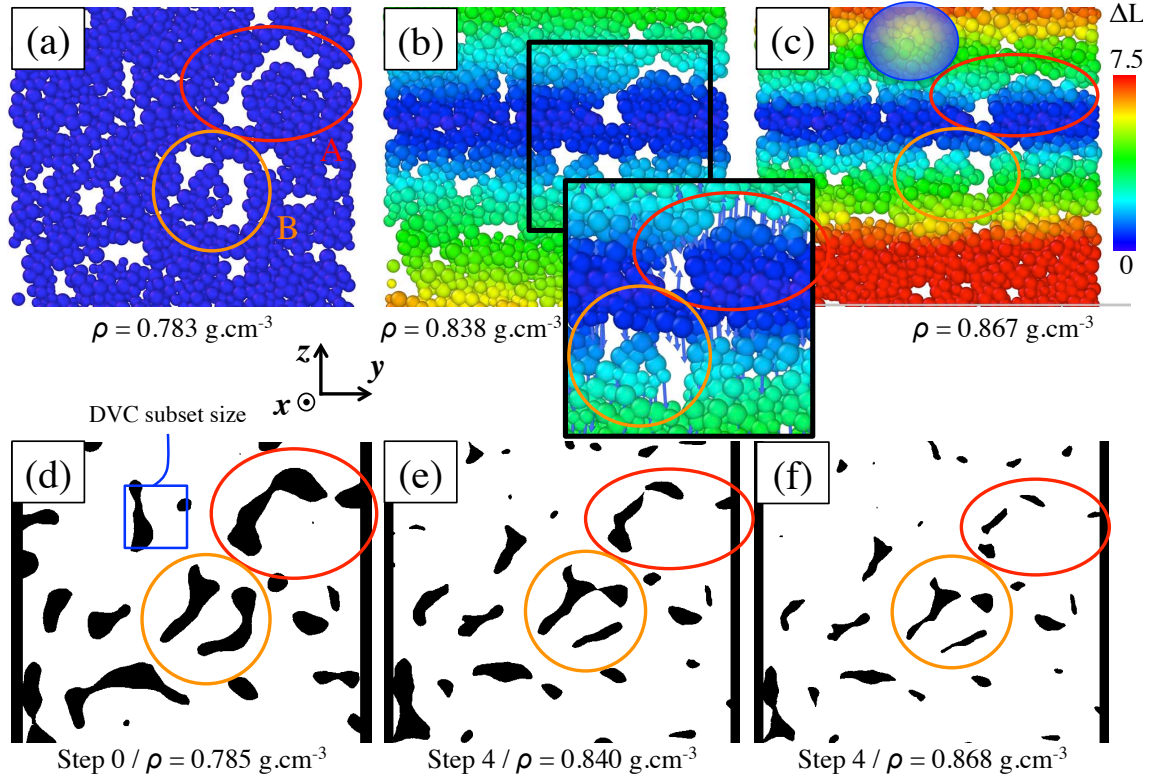 (a)
(b)
(c)
ΔL
7.5
0
A
B
ρ = 0.783 g.cm-3
ρ = 0.838 g.cm-3
ρ = 0.867 g.cm-3
z
y
x
DVC subset size
(d)
(e)
(f)
Step 0 / ρ = 0.785 g.cm-3
Step 4 / ρ = 0.840 g.cm-3
Step 4 / ρ = 0.868 g.cm-3